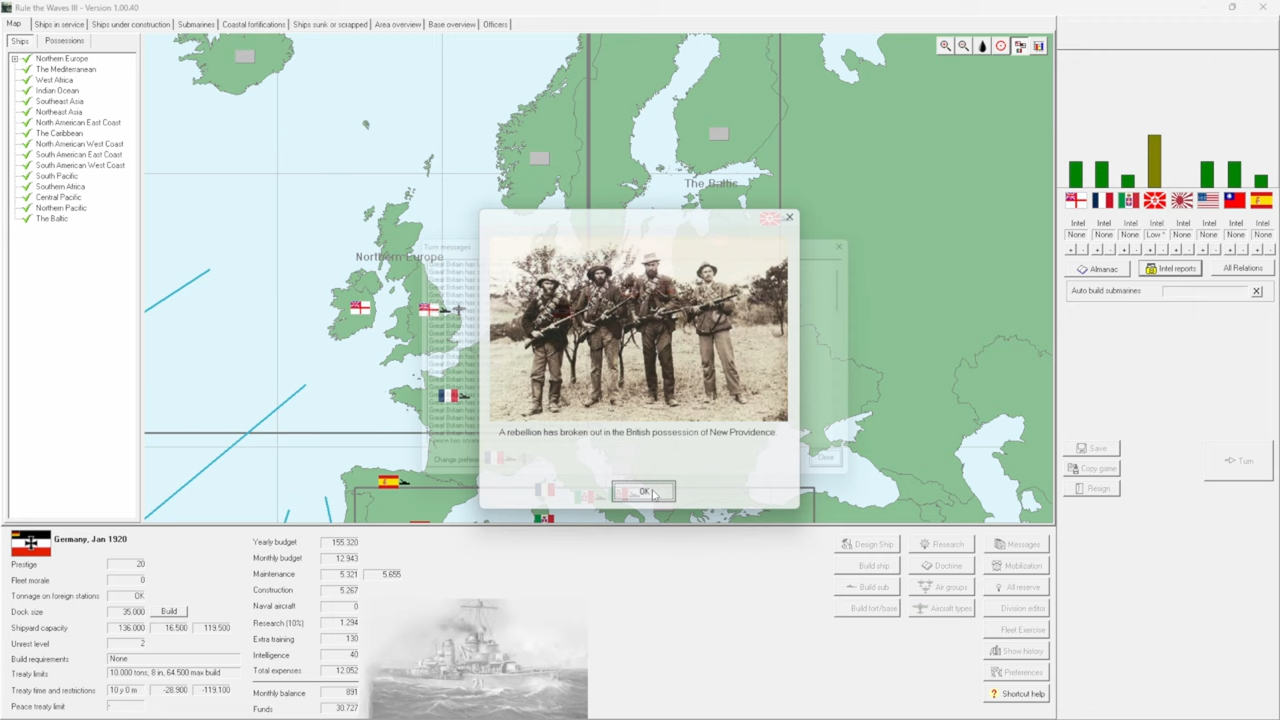 Rule the Waves III - Version 1.00.40
Map
Ships in service
Ships under construction
Submarines
Coastal fortifications
Ships sunk or scrapped
Area overview
Base overview
Officers
Ships
Possessions
Northern Europe
The Mediterranean
West Africa
Indian Ocean
Southeast Asia
Northeast Asia
North American East Coast
The Caribbean
North American West Coast
South American East Coast
South American West Coast
South Pacific
Southern Africa
Central Pacific
Northern Pacific
The Baltic
The Baltic
Northern Europe
Turn messages
A rebellion has broken out in the British possession of New Providence.
OK
Close
Intel Intel Intel Intel Intel Intel Intel Intel
None None None Low * None None None None
Almanac
Intel reports
All Relations
Auto build submarines
Save
Copy game
Resign
Turn
Germany, Jan 1920
Prestige 20
Fleet morale 0
Tonnage on foreign stations OK
Dock size 35.000 Build
Shipyard capacity 136.000 16.500 119.500
Unrest level 2
Build requirements None
Treaty limits 10.000 tons, 8 in, 64.500 max build
Treaty time and restrictions 10 y 0 m -28.900 -119.100
Peace treaty limit -
Yearly budget 155.320
Monthly budget 12.943
Maintenance 5.321 5.655
Construction 5.267
Naval aircraft 0
Research (10%) 1.294
Extra training 130
Intelligence 40
Total expenses 12.052
Monthly balance 891
Funds 30.727
Design Ship
Research
Messages
Build ship
Doctrine
Mobilization
Build sub
Air groups
All reserve
Build fort/base
Aircraft types
Division editor
Fleet Exercise
Show history
Preferences
Shortcut help